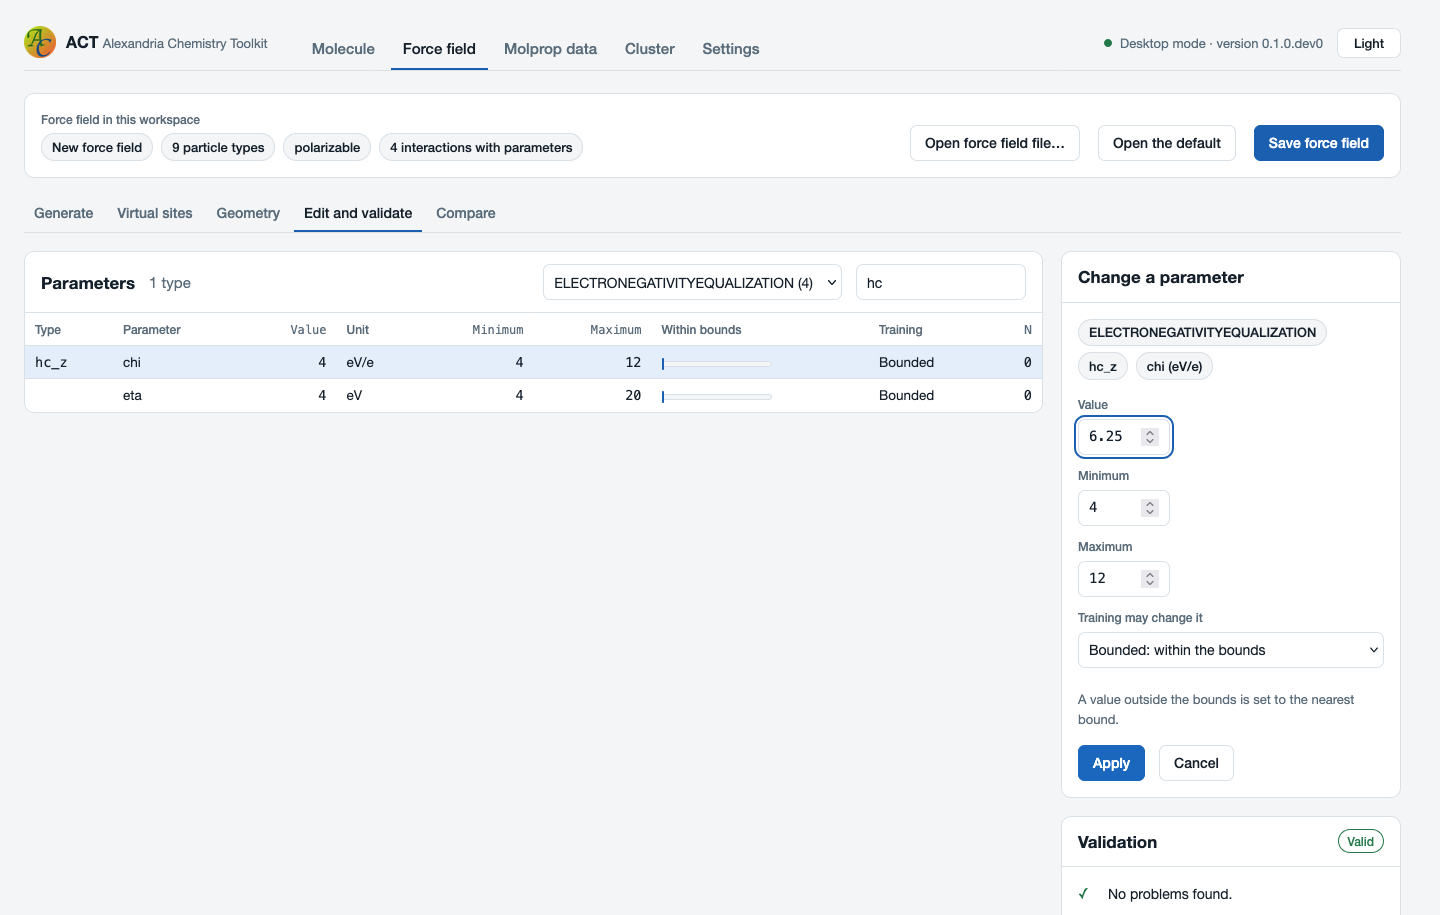 ACT Alexandria Chemistry Toolkit
Molecule Force field Molprop data Cluster Settings
Desktop mode · version 0.1.0.dev0 Light
Force field in this workspace
New force field 9 particle types polarizable 4 interactions with parameters
Open force field file... Open the default Save force field
Generate Virtual sites Geometry Edit and validate Compare
Parameters 1 type ELECTRONEGATIVITYEQUALIZATION (4) hc
Type Parameter Value Unit Minimum Maximum Within bounds Training N
hc_z chi 4 eV/e 4 12 Bounded 0
eta 4 eV 4 20 Bounded 0
Change a parameter
ELECTRONEGATIVITYEQUALIZATION
hc_z chi (eV/e)
Value
6.25
Minimum
4
Maximum
12
Training may change it
Bounded: within the bounds
A value outside the bounds is set to the nearest
bound.
Apply Cancel
Validation Valid
✓ No problems found.